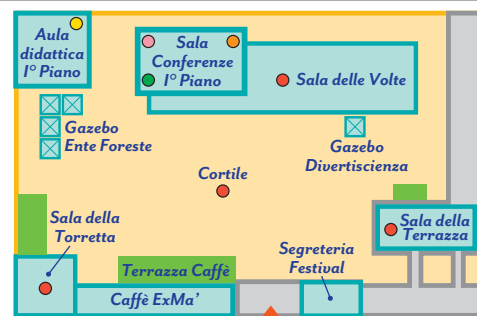 Aula
didattica
I° Piano
Sala
Conferenze
I° Piano
Sala delle Volte
Gazebo
Ente Foreste
Gazebo
Divertiscienza
Cortile
Sala della
Torretta
Sala della
Terrazza
Segreteria
Festival
Terrazza Caffè
Caffè ExMa'